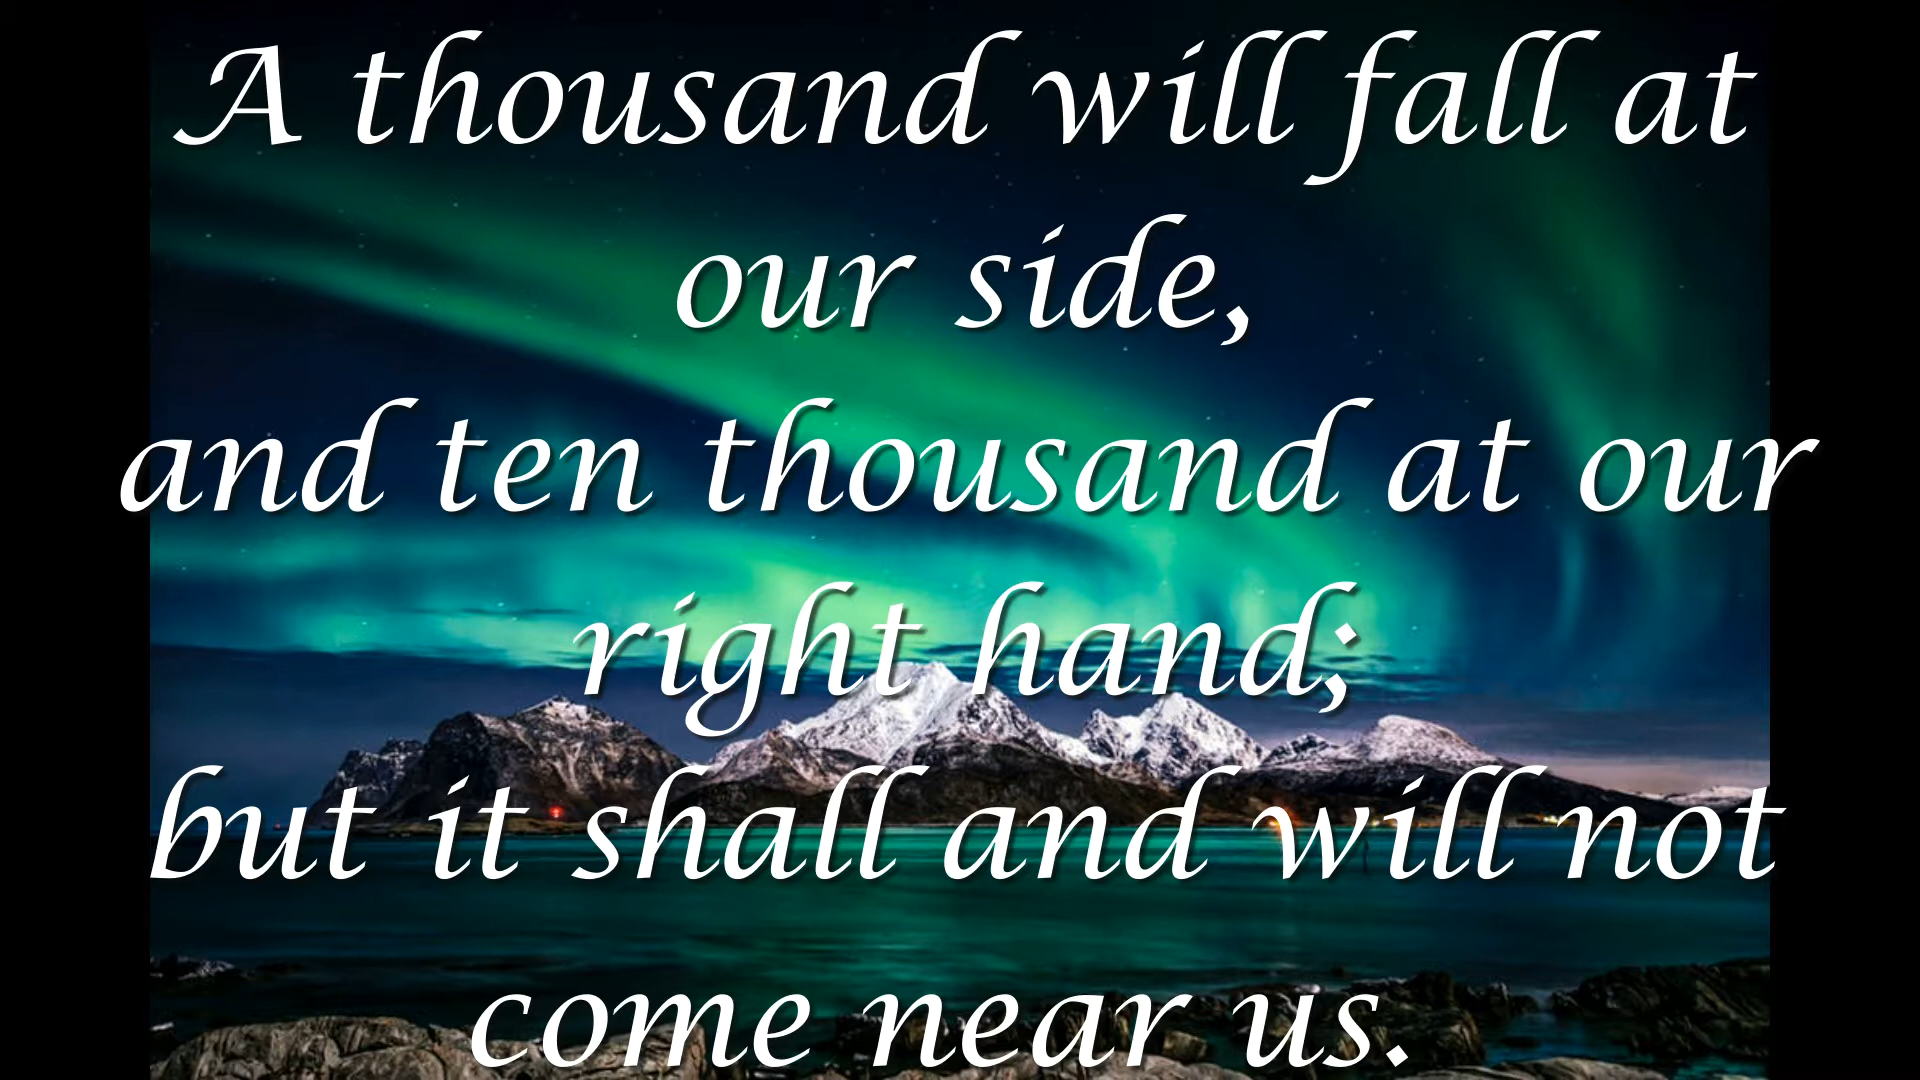 A thousand will fall at
our side,
and ten thousand at our
right hand;
but it shall and will not
come near us.